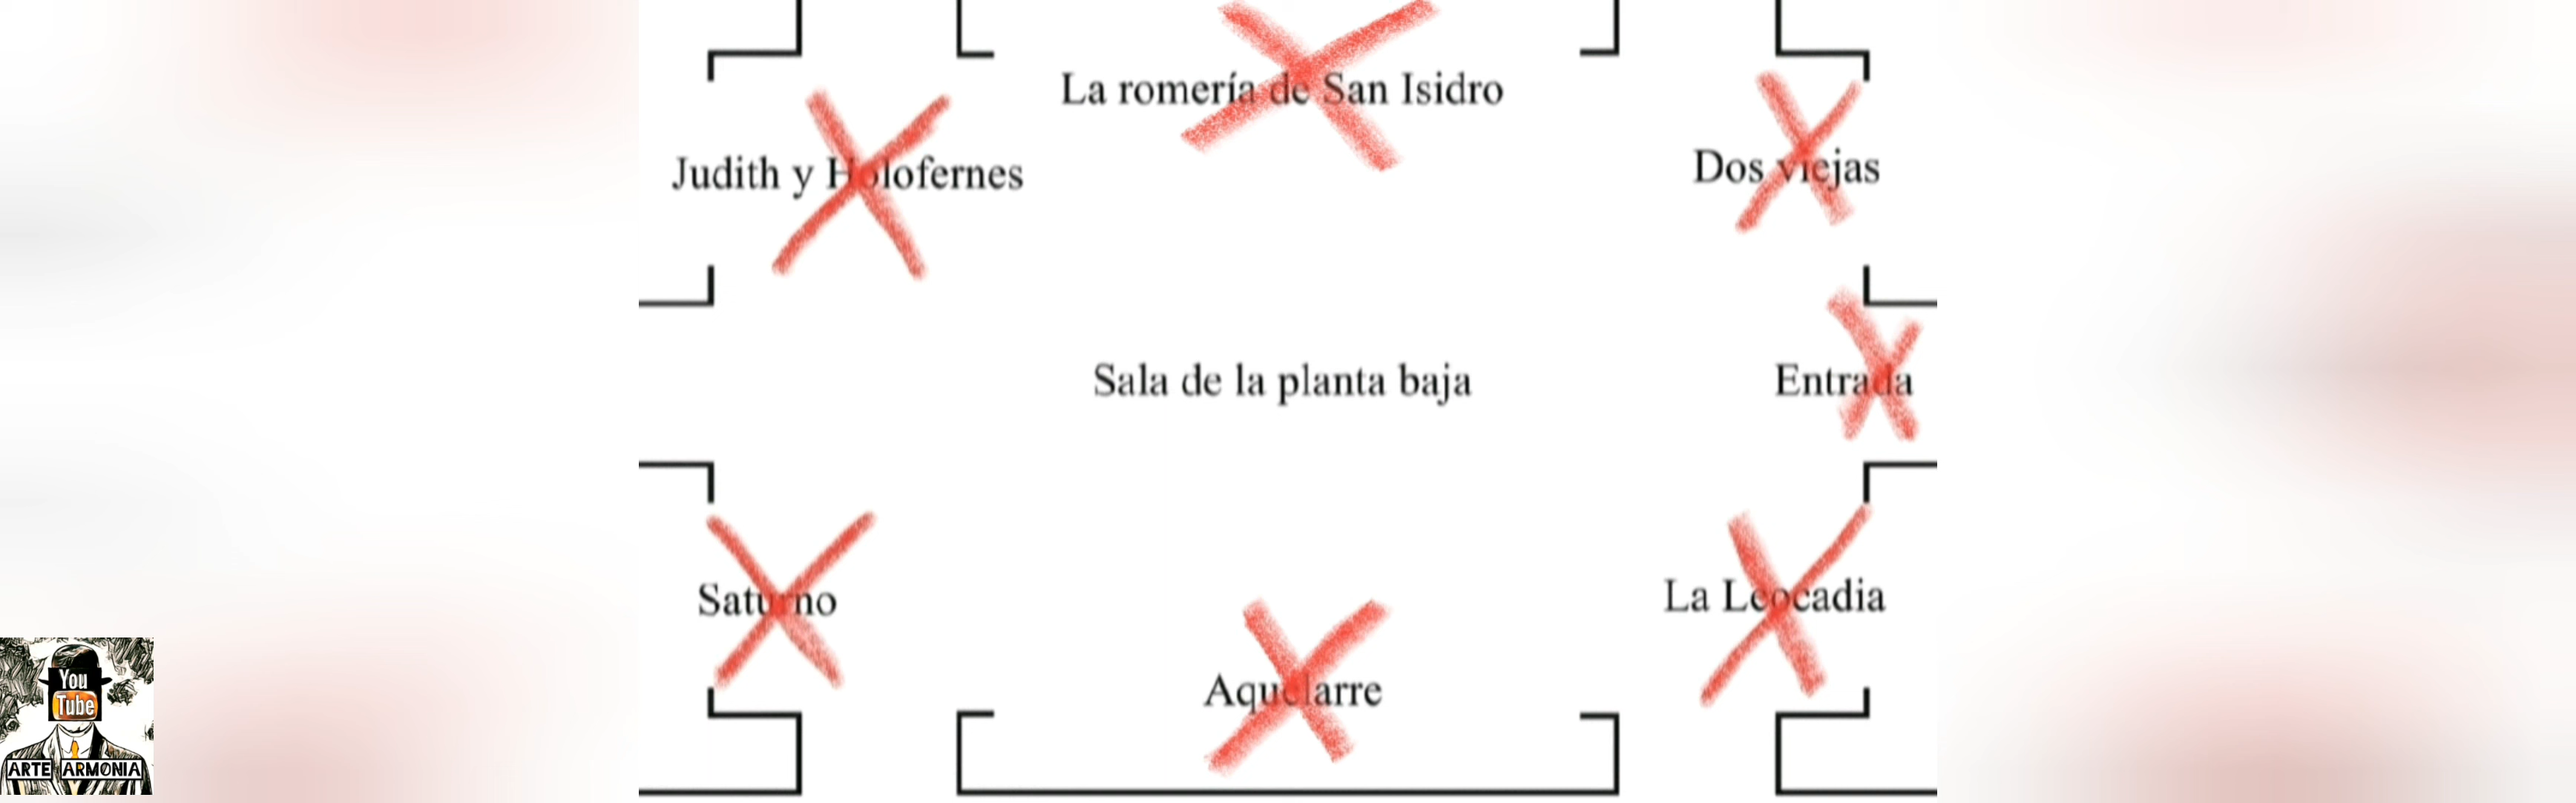 La romería de San Isidro
Judith y Holofernes
Dos viejas
Sala de la planta baja
Entrada
Saturno
La Leocadia
Aquelarre
You
Tube
ARTE ARMONIA